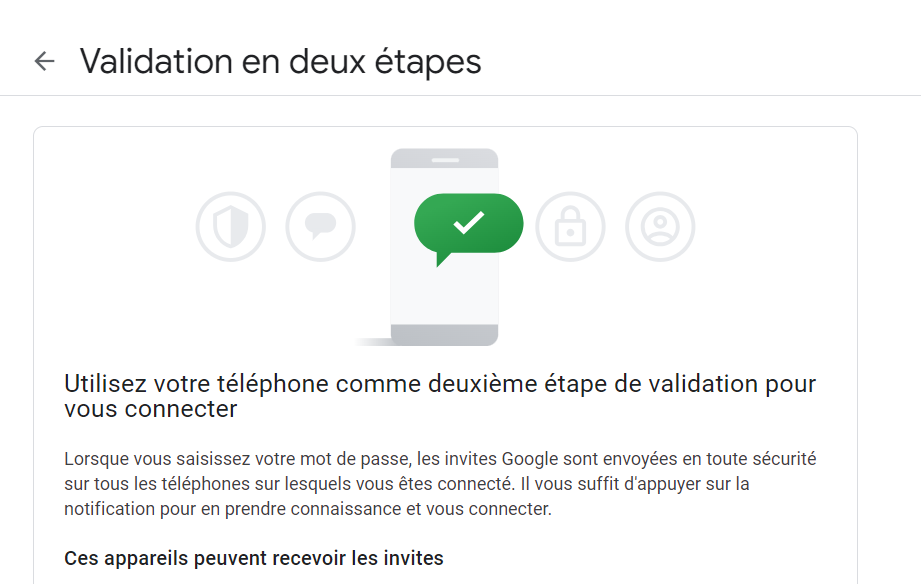 Validation en deux étapes
Utilisez votre téléphone comme deuxième étape de validation pour
vous connecter
Lorsque vous saisissez votre mot de passe, les invites Google sont envoyées en toute sécurité
sur tous les téléphones sur lesquels vous êtes connecté. Il vous suffit d'appuyer sur la
notification pour en prendre connaissance et vous connecter.
Ces appareils peuvent recevoir les invites